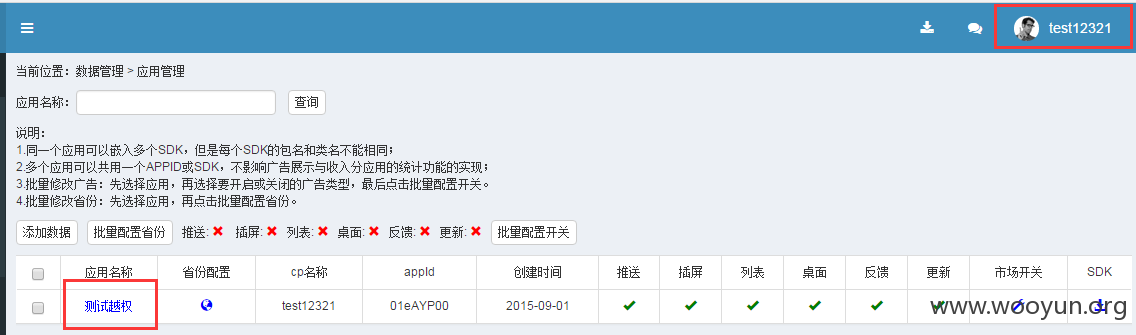 test12321
当前位置：数据管理 > 应用管理
应用名称： 查询
说明：
1.同一个应用可以嵌入多个SDK，但是每个SDK的包名和类名不能相同；
2.多个应用可以共用一个APPID或SDK，不影响广告展示与收入分应用的统计功能的实现；
3.批量修改广告：先选择应用，再选择要开启或关闭的广告类型，最后点击批量配置开关。
4.批量修改省份：先选择应用，再点击批量配置省份。
添加数据 批量配置省份 推送: 插屏: 列表: 桌面: 反馈: 更新: 批量配置开关
应用名称 省份配置 cp名称 appId 创建时间 推送 插屏 列表 桌面 反馈 更新 市场开关 SDK
测试越权 test12321 01eAYP00 2015-09-01
www.wooyun.org